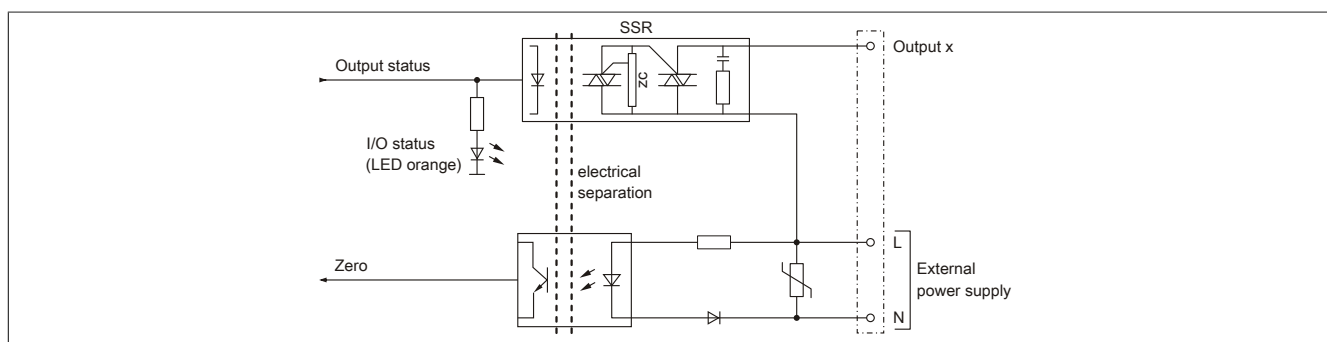 SSR
Output x
Output status
ZC
I/O status
(LED orange)
electrical
separation
L
Zero
External
power supply
N